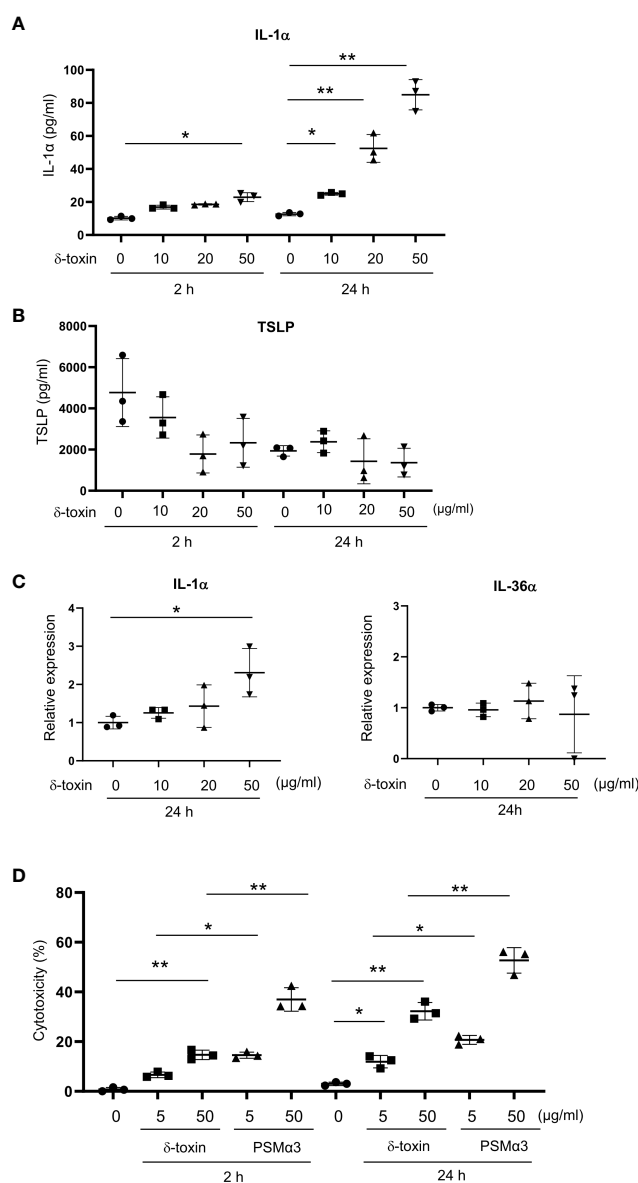 A
IL-1α
**
**
*
*
100
80
60
40
20
0
IL-1α (pg/ml)
δ-toxin 0 10 20 50 0 10 20 50
2 h 24 h
B
TSLP
8000
6000
4000
2000
0
TSLP (pg/ml)
δ-toxin 0 10 20 50 0 10 20 50 (μg/ml)
2 h 24 h
C
IL-1α
*
4
3
2
1
0
Relative expression
δ-toxin 0 10 20 50 (μg/ml)
24 h
IL-36α
3
2
1
0
Relative expression
δ-toxin 0 10 20 50 (μg/ml)
24h
D
** **
* *
** **
*
80
60
40
20
0
Cytotoxicity (%)
0 5 50 5 50 0 5 50 5 50 (μg/ml)
δ-toxin PSMα3 δ-toxin PSMα3
2 h 24 h